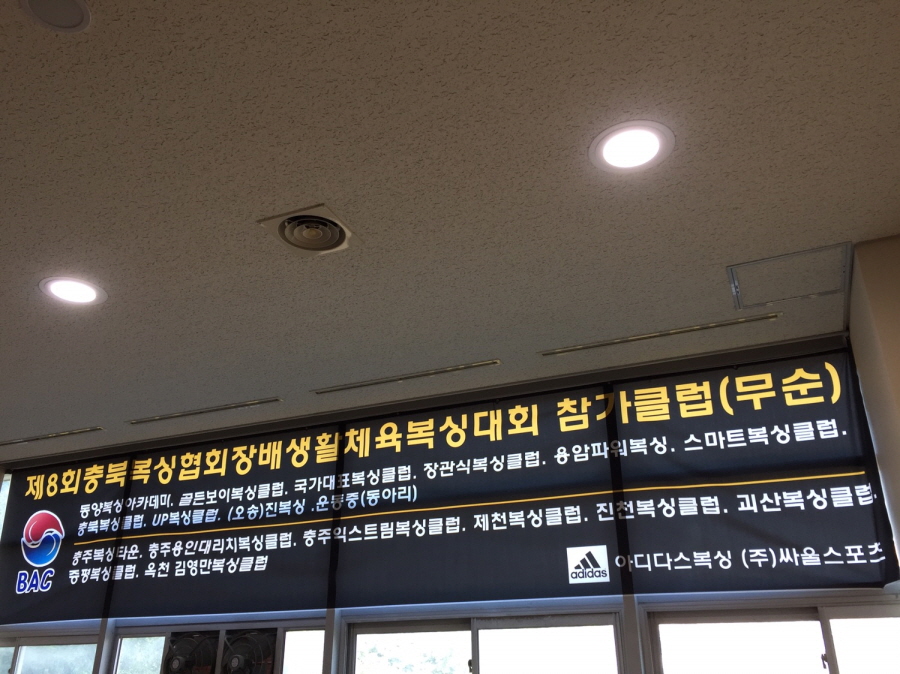 제8회충북복싱협회장배생활체육복싱대회 참가클럽(무순)
동양복싱아카데미. 골든보이복싱클럽. 국가대표복싱클럽. 장관식복싱클럽. 용암파워복싱. 스마트복싱클럽.
충북복싱클럽. UP복싱클럽. (오송)진복싱 .운동중(동아리)
충주복싱타운. 충주용인대리치복싱클럽. 충주익스트림복싱클럽. 제천복싱클럽. 진천복싱클럽. 괴산복싱클럽.
증평복싱클럽. 옥천 김영만복싱클럽
BAC
adidas 아디다스복싱 (주)싸울스포츠